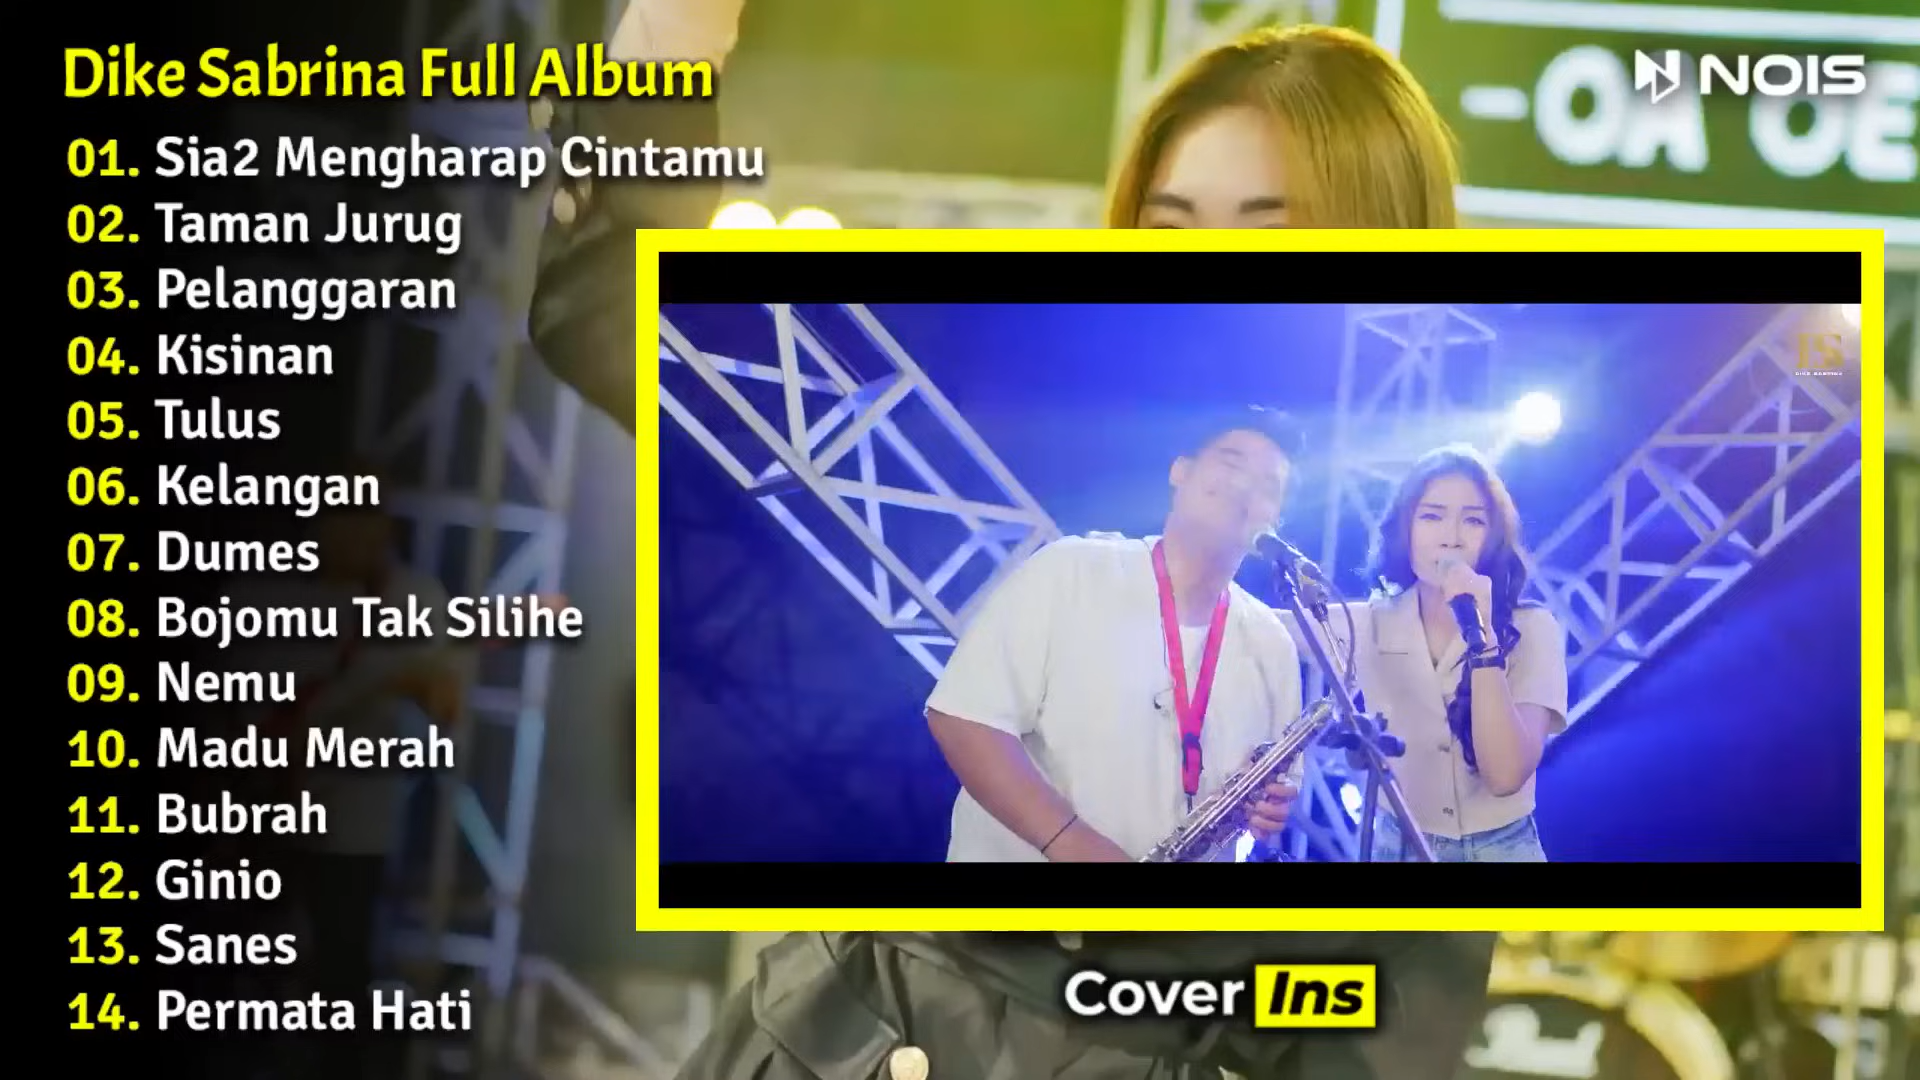 Dike Sabrina Full Album
NOIS
-OA OE
01. Sia2 Mengharap Cintamu
02. Taman Jurug
03. Pelanggaran
04. Kisinan
05. Tulus
06. Kelangan
07. Dumes
08. Bojomu Tak Silihe
09. Nemu
10. Madu Merah
11. Bubrah
12. Ginio
13. Sanes
14. Permata Hati
Cover Ins